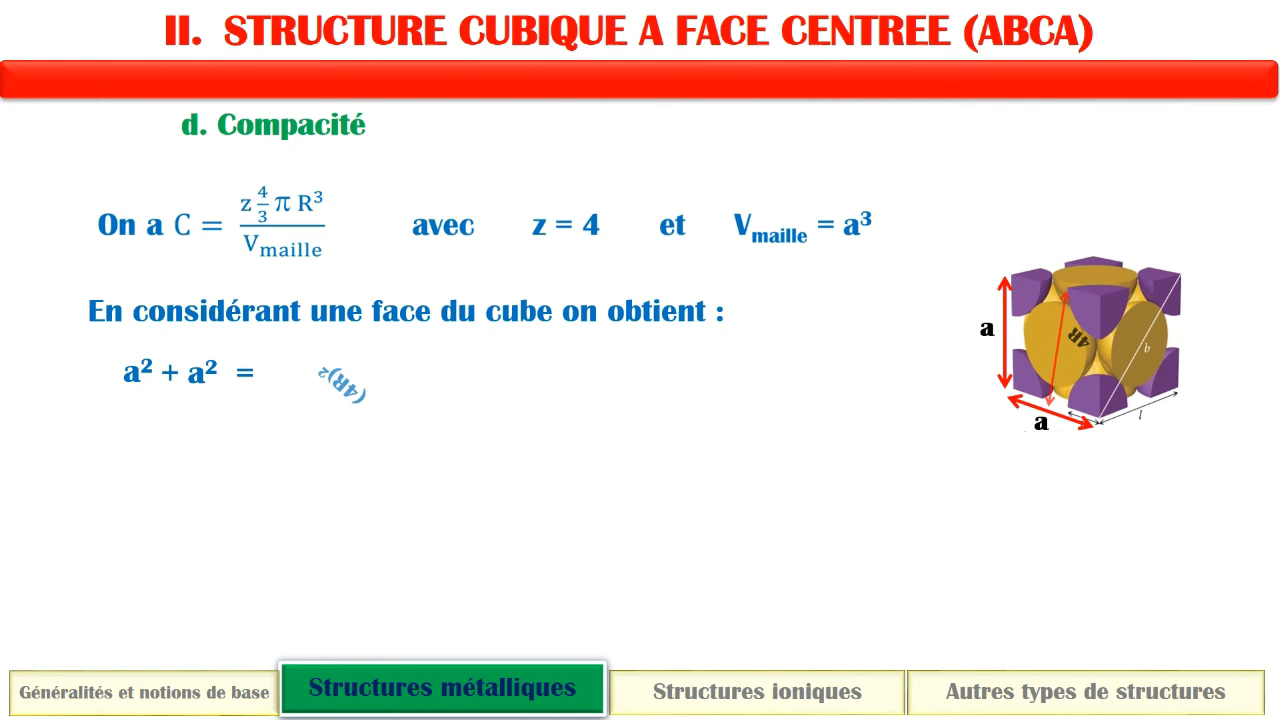 II. STRUCTURE CUBIQUE A FACE CENTREE (ABCA)
d. Compacité
On a C = (z 4/3 π R³) / V_maille avec z = 4 et V_maille = a³
En considérant une face du cube on obtient :
a² + a² = (4R)²
a
4R
b
l
a
Généralités et notions de base
Structures métalliques
Structures ioniques
Autres types de structures